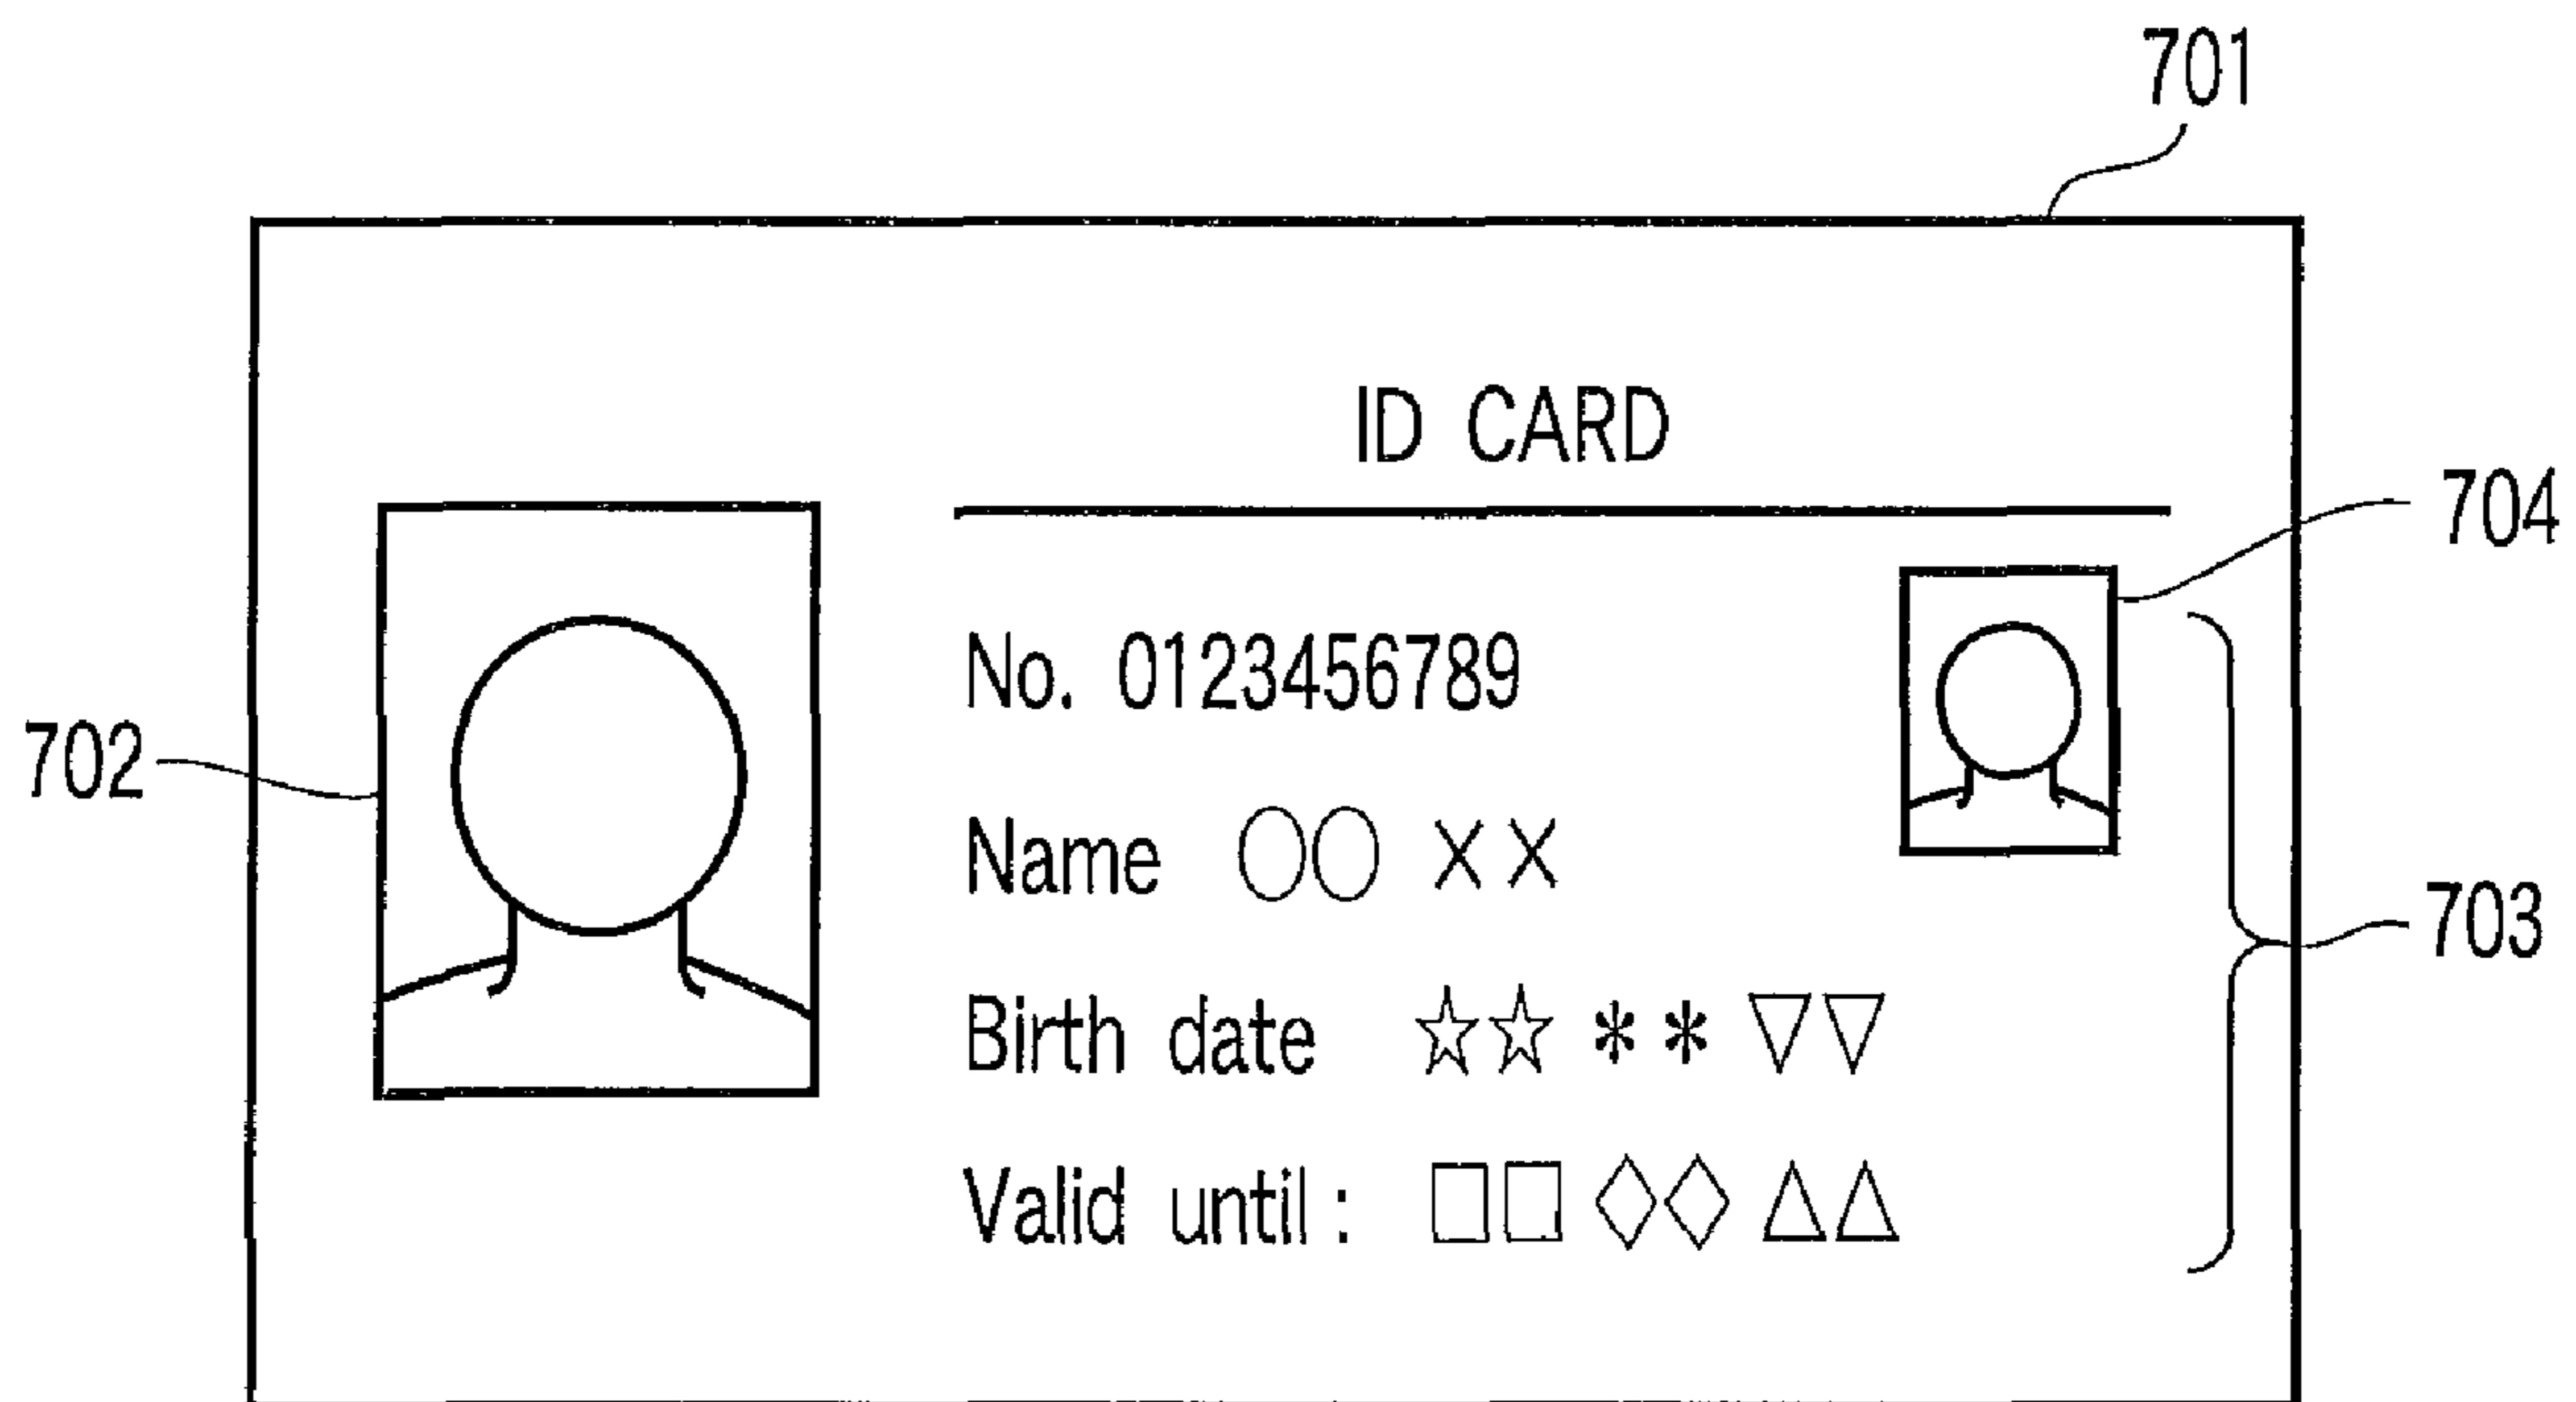 701
ID CARD
704
No. 0123456789
702
Name ○○ ××
703
Birth date ☆☆ ** ▽▽
Valid until : □□ ◇◇ △△